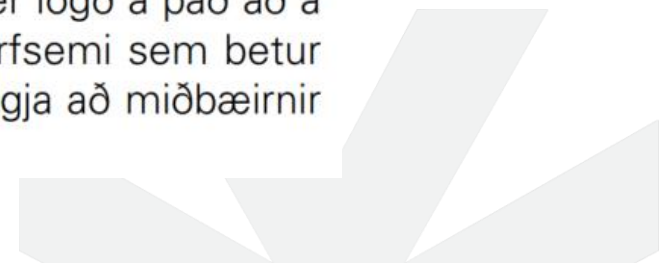 er lögð á það að á
rfsemi sem betur
gja að miðbæirnir